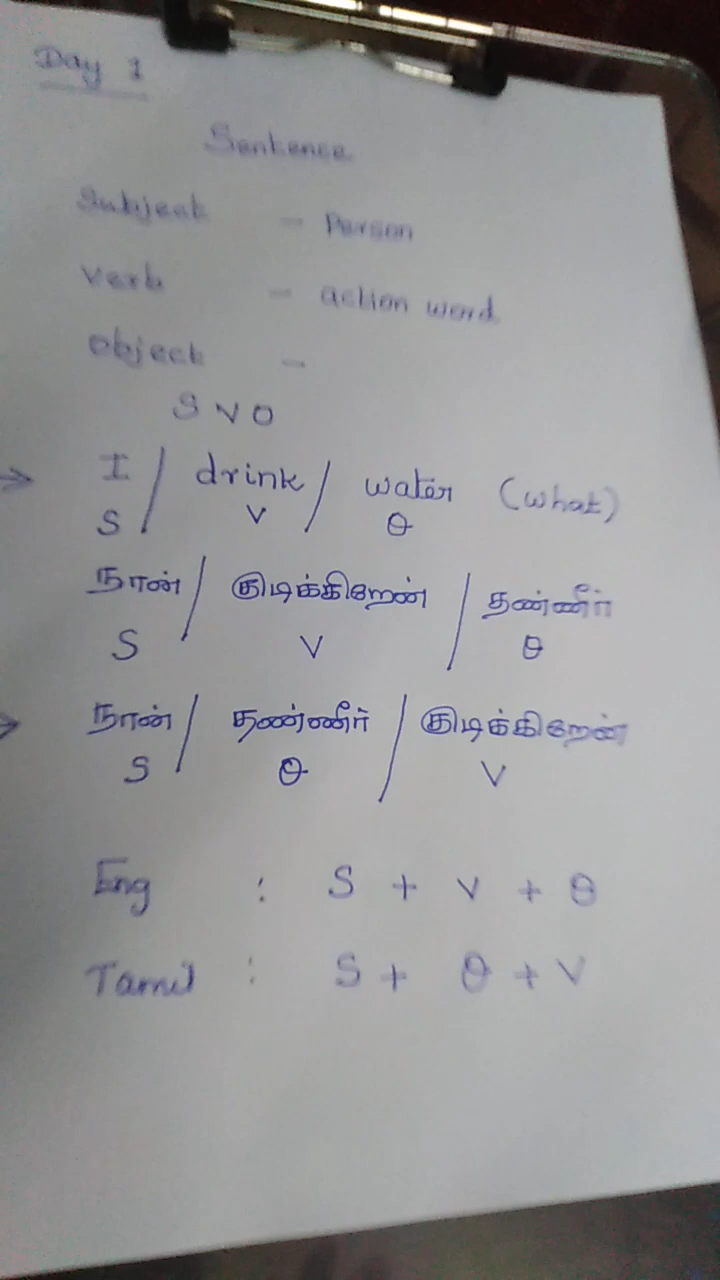 Day 1
Sentence
Subject - Person
Verb - action word
Object -
S V O
→ I / drink / water (what)
S V O
நான் / குடிக்கிறேன் / தண்ணீர்
S V O
→ நான் / தண்ணீர் / குடிக்கிறேன்
S O V
Eng : S + V + O
Tamil : S + O + V